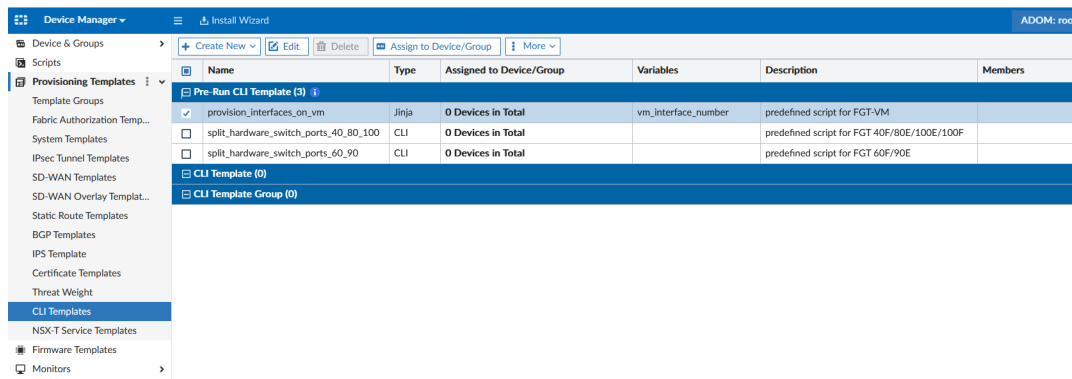 Device Manager
Install Wizard
ADOM: roo
Device & Groups
Scripts
Provisioning Templates
Template Groups
Fabric Authorization Temp...
System Templates
IPsec Tunnel Templates
SD-WAN Templates
SD-WAN Overlay Templat...
Static Route Templates
BGP Templates
IPS Template
Certificate Templates
Threat Weight
CLI Templates
NSX-T Service Templates
Firmware Templates
Monitors
+ Create New Edit Delete Assign to Device/Group More
Name Type Assigned to Device/Group Variables Description Members
Pre-Run CLI Template (3)
provision_interfaces_on_vm Jinja 0 Devices in Total vm_interface_number predefined script for FGT-VM
split_hardware_switch_ports_40_80_100 CLI 0 Devices in Total predefined script for FGT 40F/80E/100E/100F
split_hardware_switch_ports_60_90 CLI 0 Devices in Total predefined script for FGT 60F/90E
CLI Template (0)
CLI Template Group (0)